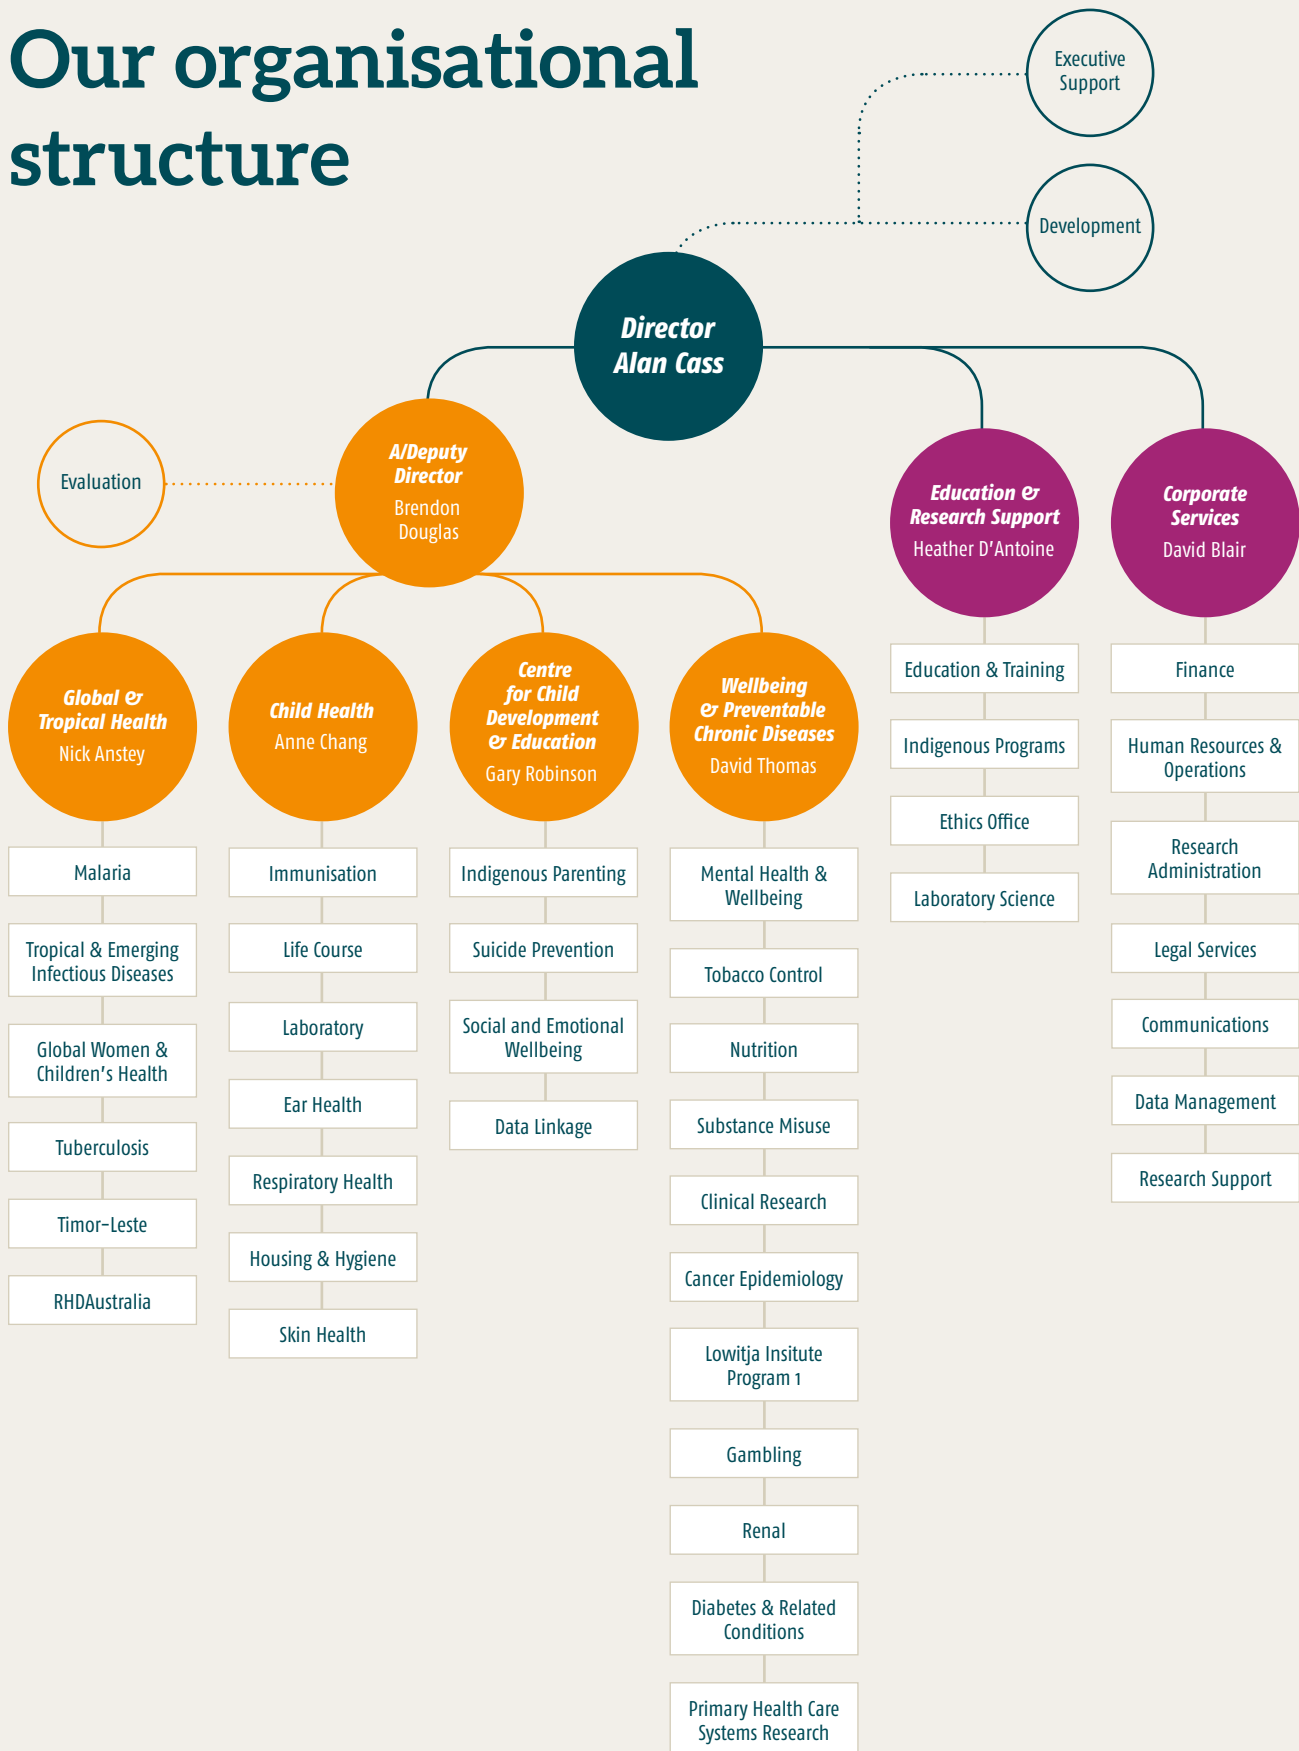 Our organisational
structure
Executive
Support
Development
Director
Alan Cass
Evaluation
A/Deputy
Director
Brendon
Douglas
Education &
Research Support
Heather D'Antoine
Corporate
Services
David Blair
Global &
Tropical Health
Nick Anstey
Child Health
Anne Chang
Centre
for Child
Development
& Education
Gary Robinson
Wellbeing
& Preventable
Chronic Diseases
David Thomas
Malaria
Tropical & Emerging
Infectious Diseases
Global Women &
Children's Health
Tuberculosis
Timor-Leste
RHDAustralia
Immunisation
Life Course
Laboratory
Ear Health
Respiratory Health
Housing & Hygiene
Skin Health
Indigenous Parenting
Suicide Prevention
Social and Emotional
Wellbeing
Data Linkage
Mental Health &
Wellbeing
Tobacco Control
Nutrition
Substance Misuse
Clinical Research
Cancer Epidemiology
Lowitja Insitute
Program 1
Gambling
Renal
Diabetes & Related
Conditions
Primary Health Care
Systems Research
Education & Training
Indigenous Programs
Ethics Office
Laboratory Science
Finance
Human Resources &
Operations
Research
Administration
Legal Services
Communications
Data Management
Research Support